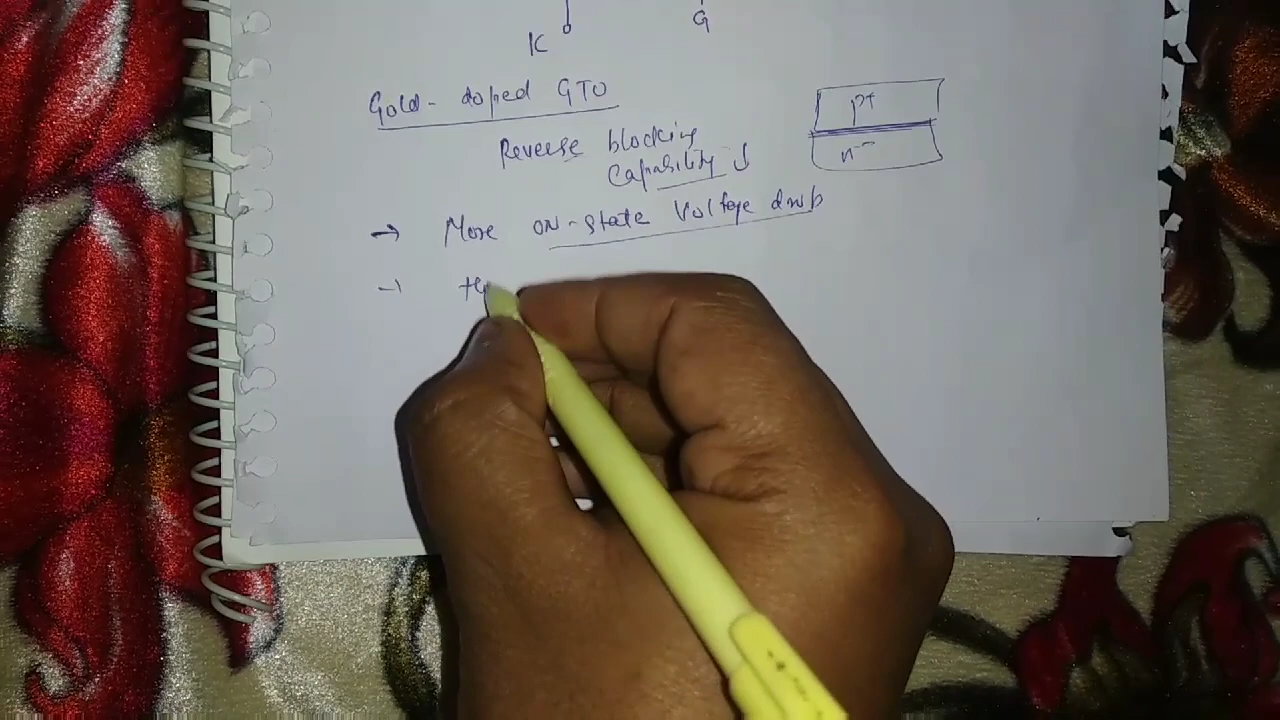 K G
Gold-doped GTO
p+
Reverse blocking
n-
Capability ↓
→ More on-state Voltage drop
→